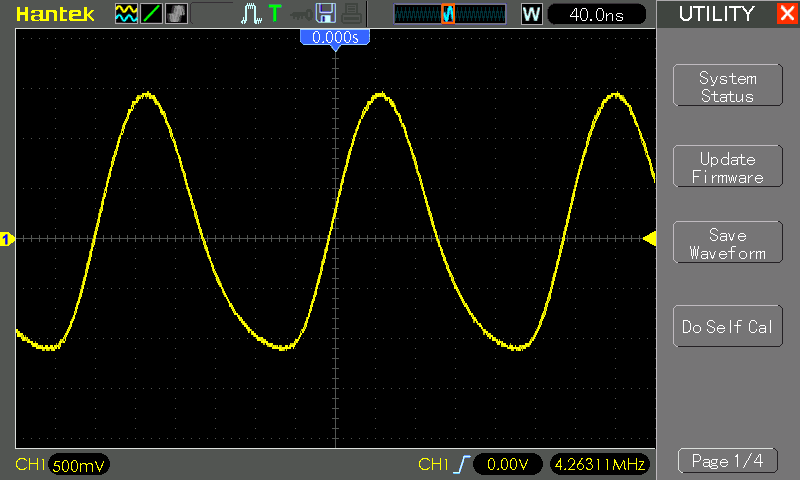 Hantek
T
W
40.0ns
UTILITY
0.000s
System
Status
Update
Firmware
1
Save
Waveform
Do Self Cal
CH1 500mV
CH1 0.00V
4.26311MHz
Page 1/4